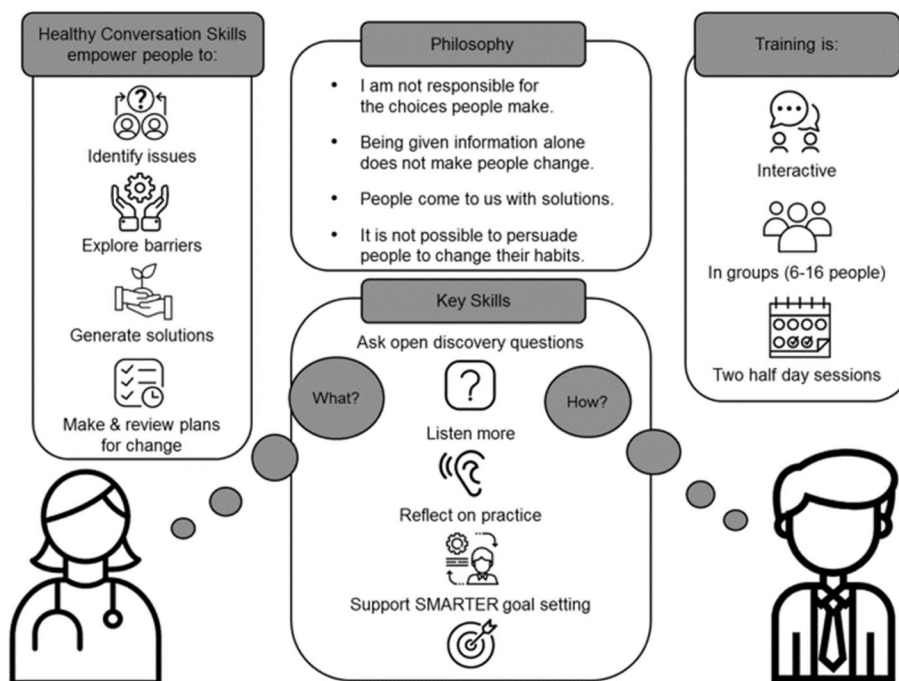 Healthy Conversation Skills
empower people to:
Identify issues
Explore barriers
Generate solutions
Make & review plans
for change
Philosophy
• I am not responsible for
the choices people make.
• Being given information alone
does not make people change.
• People come to us with solutions.
• It is not possible to persuade
people to change their habits.
Key Skills
Ask open discovery questions
What?
How?
Listen more
Reflect on practice
Support SMARTER goal setting
Training is:
Interactive
In groups (6-16 people)
Two half day sessions